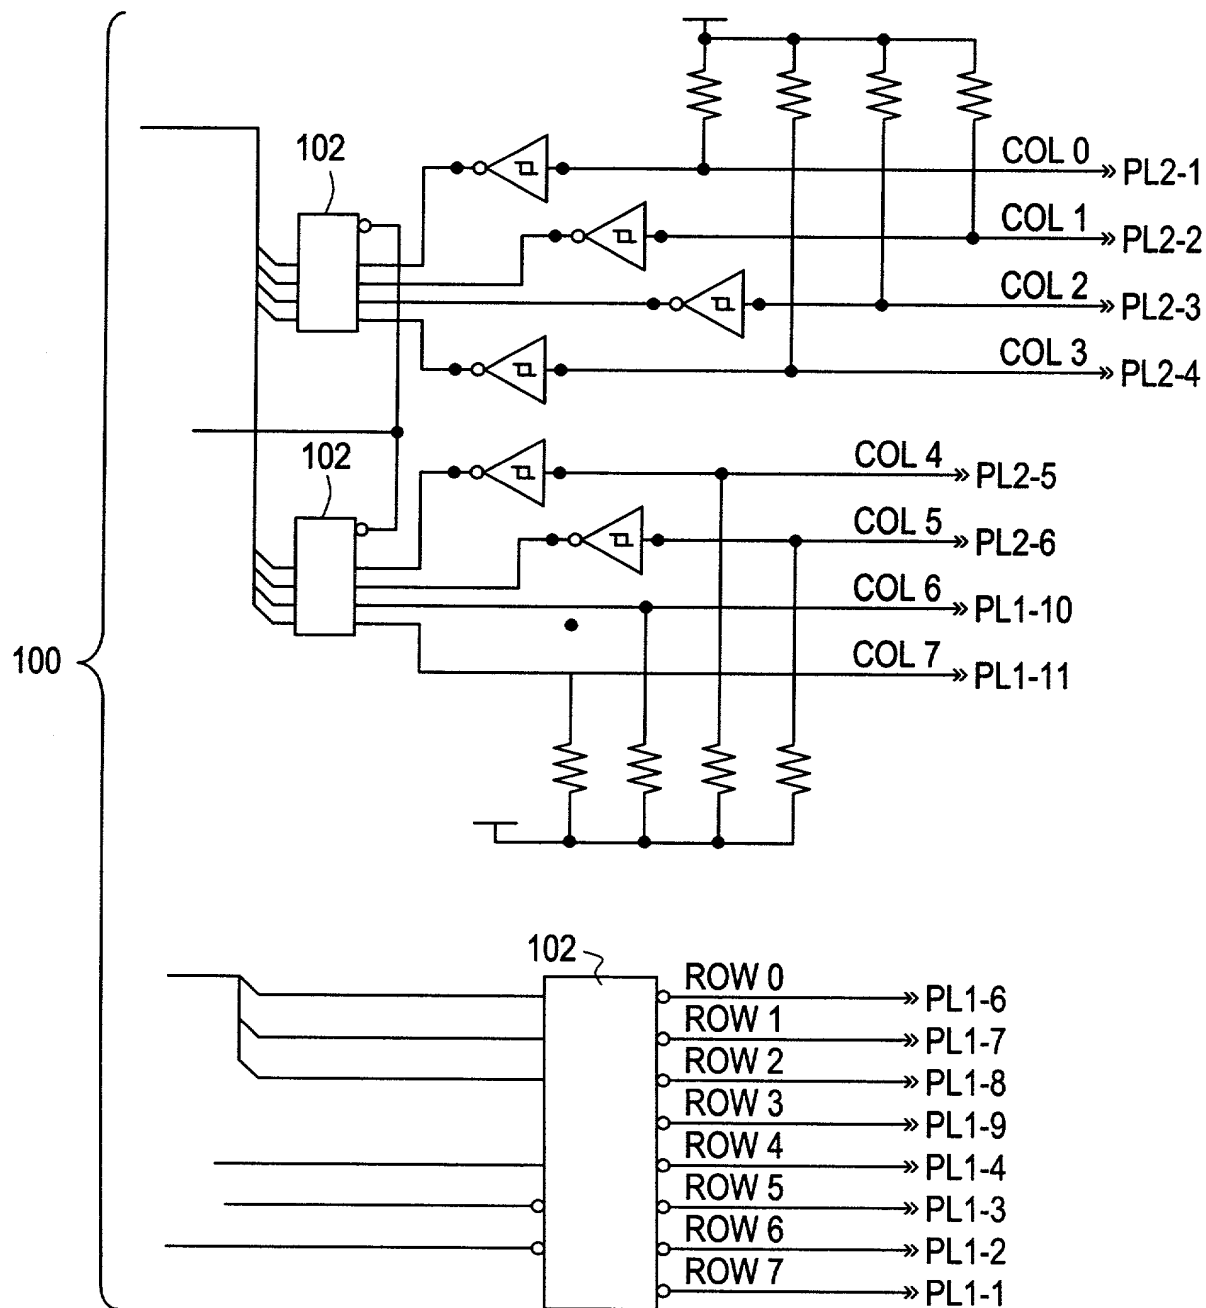 102
COL 0 PL2-1
COL 1 PL2-2
COL 2 PL2-3
COL 3 PL2-4
102
COL 4 PL2-5
COL 5 PL2-6
COL 6 PL1-10
100
COL 7 PL1-11
102
ROW 0 PL1-6
ROW 1 PL1-7
ROW 2 PL1-8
ROW 3 PL1-9
ROW 4 PL1-4
ROW 5 PL1-3
ROW 6 PL1-2
ROW 7 PL1-1